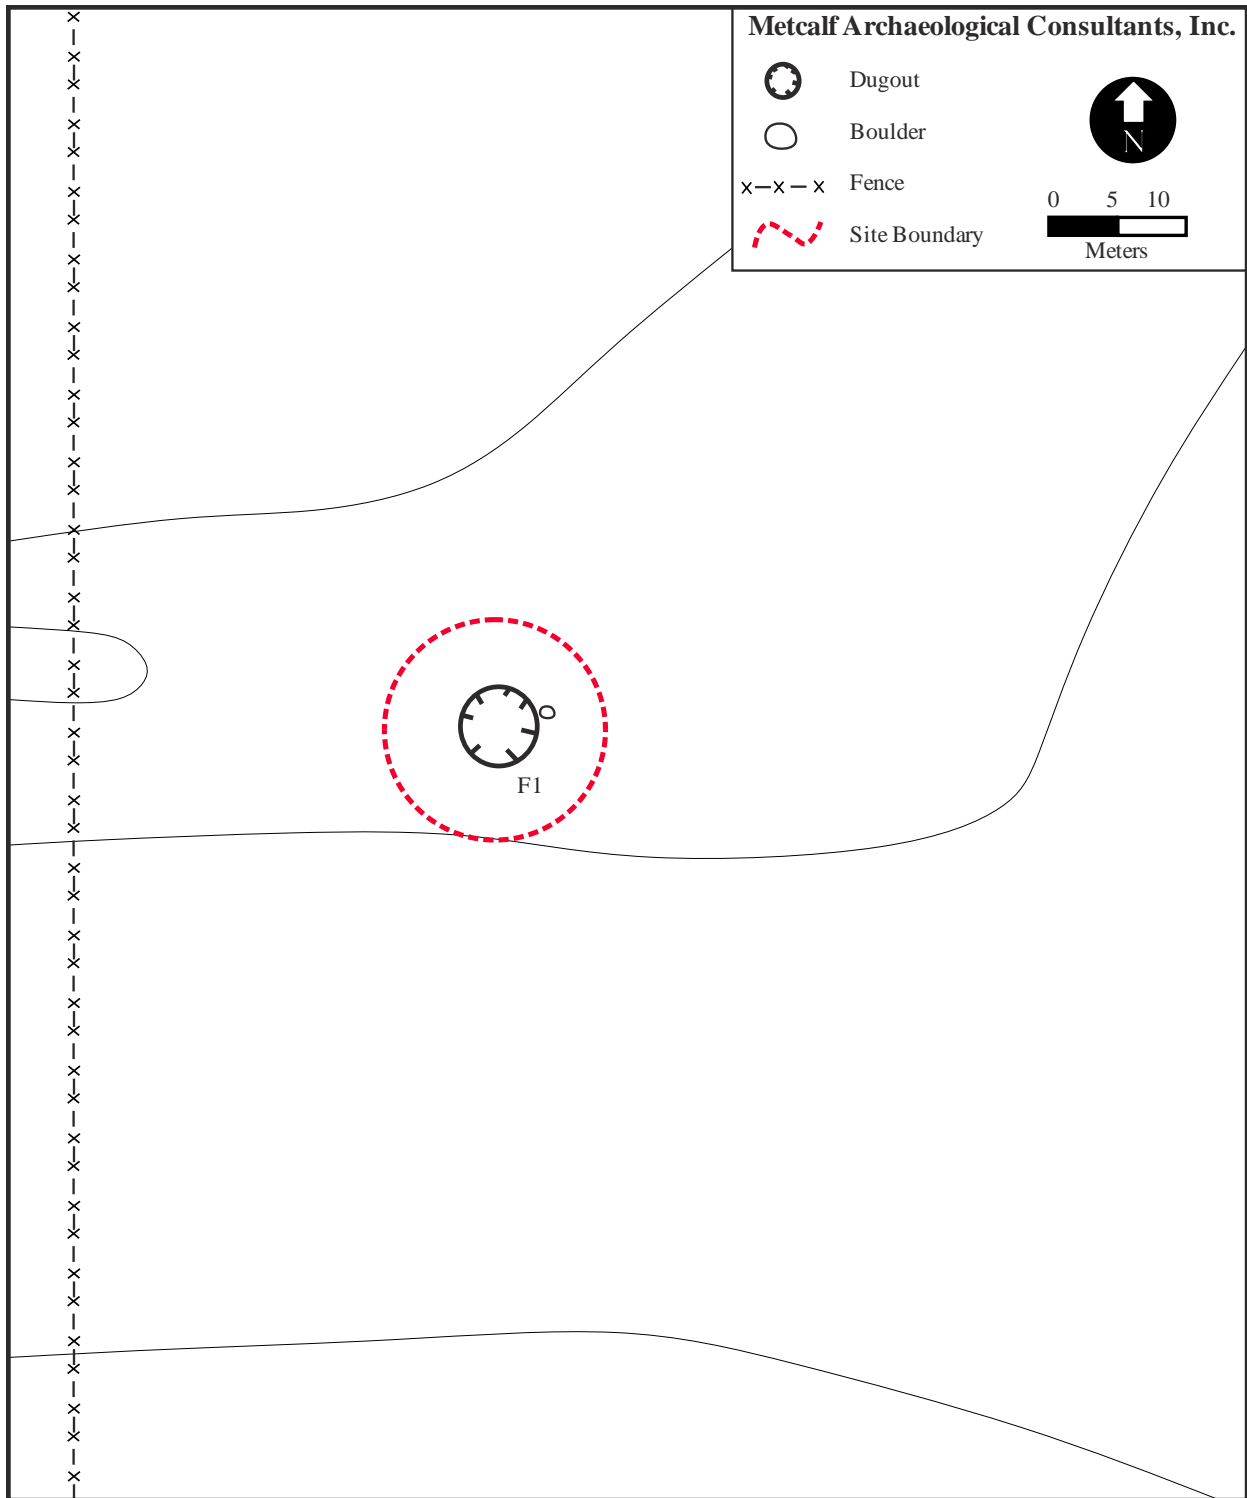 Metcalf Archaeological Consultants, Inc.
Dugout
Boulder
N
Fence
0 5 10
Site Boundary
Meters
F1